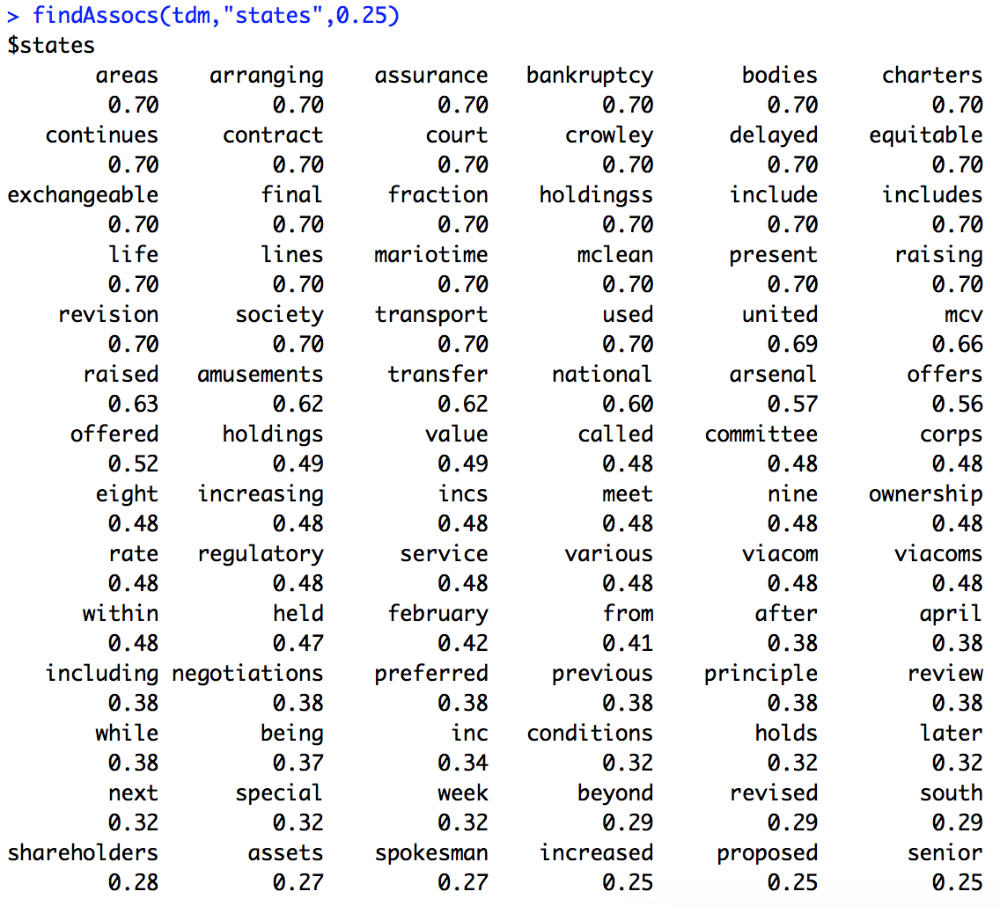 > findAssocs(tdm,"states",0.25)
$states
areas arranging assurance bankruptcy bodies charters
0.70 0.70 0.70 0.70 0.70 0.70
continues contract court crowley delayed equitable
0.70 0.70 0.70 0.70 0.70 0.70
exchangeable final fraction holdingss include includes
0.70 0.70 0.70 0.70 0.70 0.70
life lines mariotime mclean present raising
0.70 0.70 0.70 0.70 0.70 0.70
revision society transport used united mcv
0.70 0.70 0.70 0.70 0.69 0.66
raised amusements transfer national arsenal offers
0.63 0.62 0.62 0.60 0.57 0.56
offered holdings value called committee corps
0.52 0.49 0.49 0.48 0.48 0.48
eight increasing incs meet nine ownership
0.48 0.48 0.48 0.48 0.48 0.48
rate regulatory service various viacom viacoms
0.48 0.48 0.48 0.48 0.48 0.48
within held february from after april
0.48 0.47 0.42 0.41 0.38 0.38
including negotiations preferred previous principle review
0.38 0.38 0.38 0.38 0.38 0.38
while being inc conditions holds later
0.38 0.37 0.34 0.32 0.32 0.32
next special week beyond revised south
0.32 0.32 0.32 0.29 0.29 0.29
shareholders assets spokesman increased proposed senior
0.28 0.27 0.27 0.25 0.25 0.25